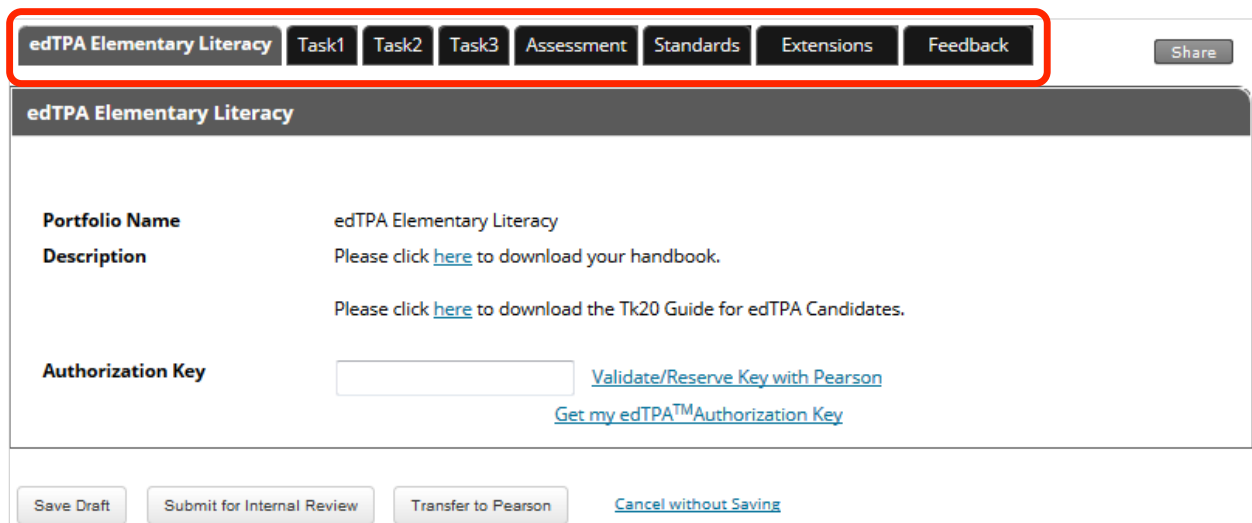 edTPA Elementary Literacy Task1 Task2 Task3 Assessment Standards Extensions Feedback Share
edTPA Elementary Literacy
Portfolio Name edTPA Elementary Literacy
Description Please click here to download your handbook.
Please click here to download the Tk20 Guide for edTPA Candidates.
Authorization Key Validate/Reserve Key with Pearson
Get my edTPA™Authorization Key
Save Draft Submit for Internal Review Transfer to Pearson Cancel without Saving